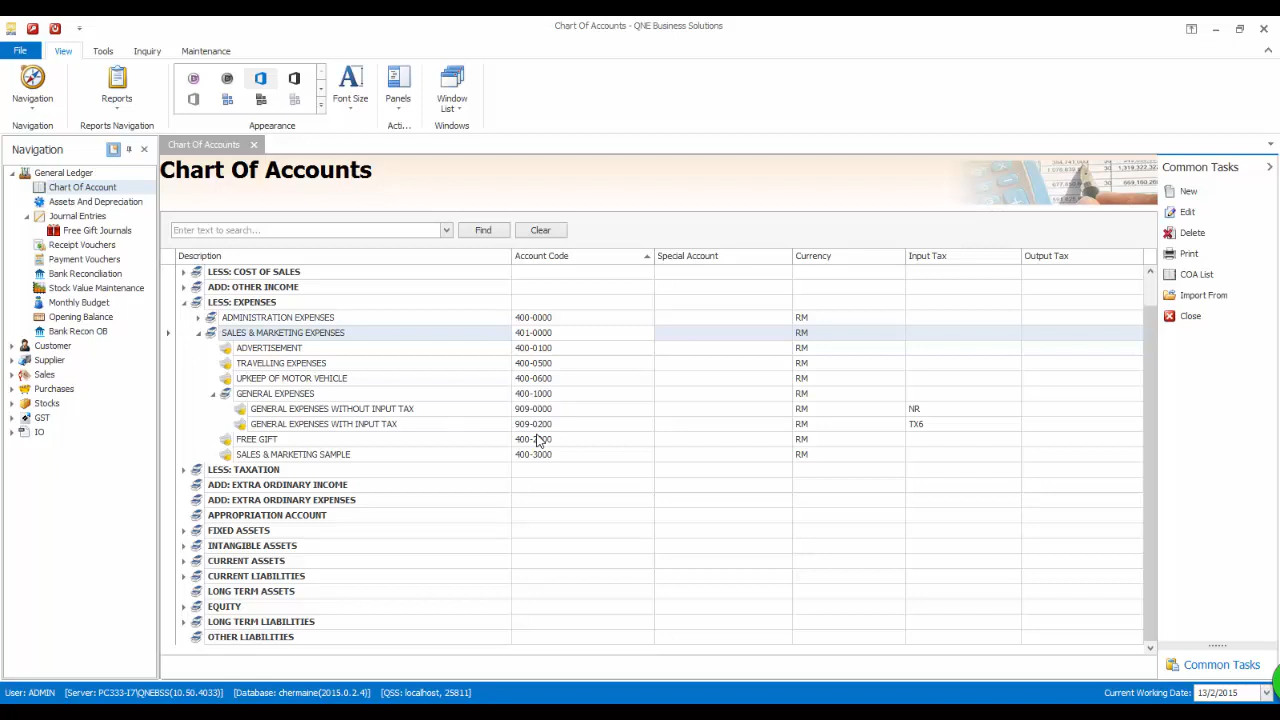 Chart Of Accounts - QNE Business Solutions
File View Tools Inquiry Maintenance
Navigation Reports Font Size Panels Window List
Navigation Reports Navigation Appearance Acti... Windows
Navigation
General Ledger
Chart Of Account
Assets And Depreciation
Journal Entries
Free Gift Journals
Receipt Vouchers
Payment Vouchers
Bank Reconciliation
Stock Value Maintenance
Monthly Budget
Opening Balance
Bank Recon OB
Customer
Supplier
Sales
Purchases
Stocks
GST
IO
Chart Of Accounts
Chart Of Accounts
Enter text to search... Find Clear
Description Account Code Special Account Currency Input Tax Output Tax
LESS: COST OF SALES
ADD: OTHER INCOME
LESS: EXPENSES
ADMINISTRATION EXPENSES 400-0000 RM
SALES & MARKETING EXPENSES 401-0000 RM
ADVERTISEMENT 400-0100 RM
TRAVELLING EXPENSES 400-0500 RM
UPKEEP OF MOTOR VEHICLE 400-0600 RM
GENERAL EXPENSES 400-1000 RM
GENERAL EXPENSES WITHOUT INPUT TAX 909-0000 RM NR
GENERAL EXPENSES WITH INPUT TAX 909-0200 RM TX6
FREE GIFT RM
SALES & MARKETING SAMPLE 400-3000 RM
LESS: TAXATION
ADD: EXTRA ORDINARY INCOME
ADD: EXTRA ORDINARY EXPENSES
APPROPRIATION ACCOUNT
FIXED ASSETS
INTANGIBLE ASSETS
CURRENT ASSETS
CURRENT LIABILITIES
LONG TERM ASSETS
EQUITY
LONG TERM LIABILITIES
OTHER LIABILITIES
Common Tasks
New
Edit
Delete
Print
COA List
Import From
Close
Common Tasks
User: ADMIN [Server: PC333-I7\QNEBSS(10.50.4033)] [Database: chermaine(2015.0.2.4)] [QSS: localhost, 25811] Current Working Date: 13/2/2015